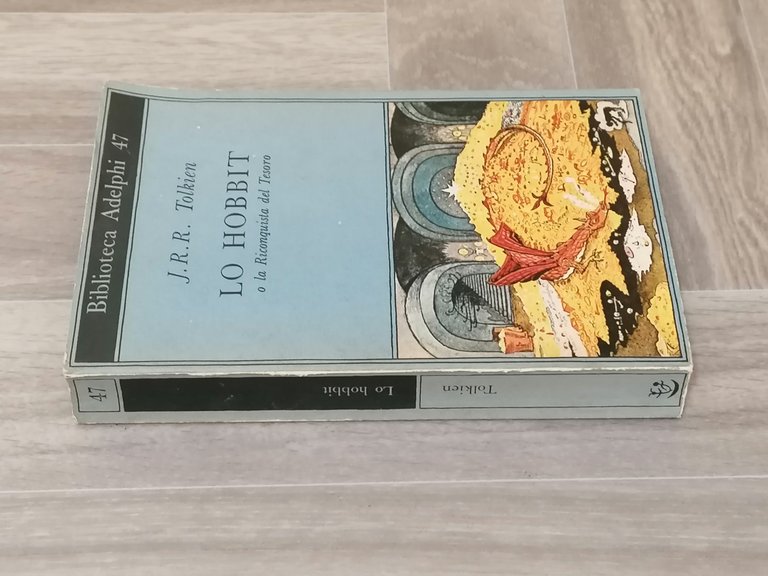 Biblioteca Adelphi 47
J.R.R. Tolkien
LO HOBBIT
o la Riconquista del Tesoro
47
Lo hobbit
Tolkien